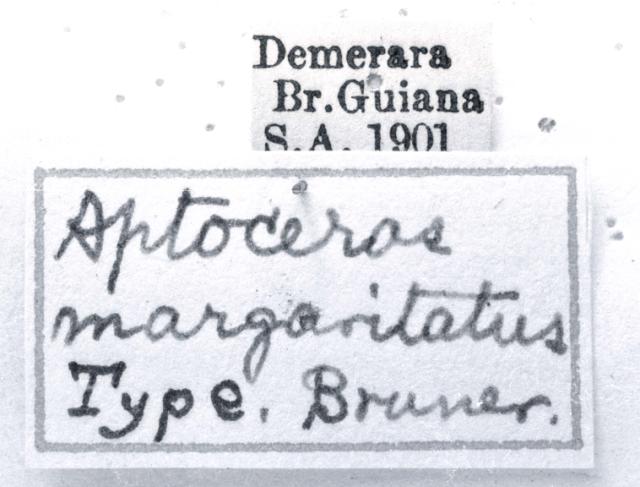 Demerara
Br.Guiana
S.A. 1901
Aptoceras
margaritatus
Type. Bruner.